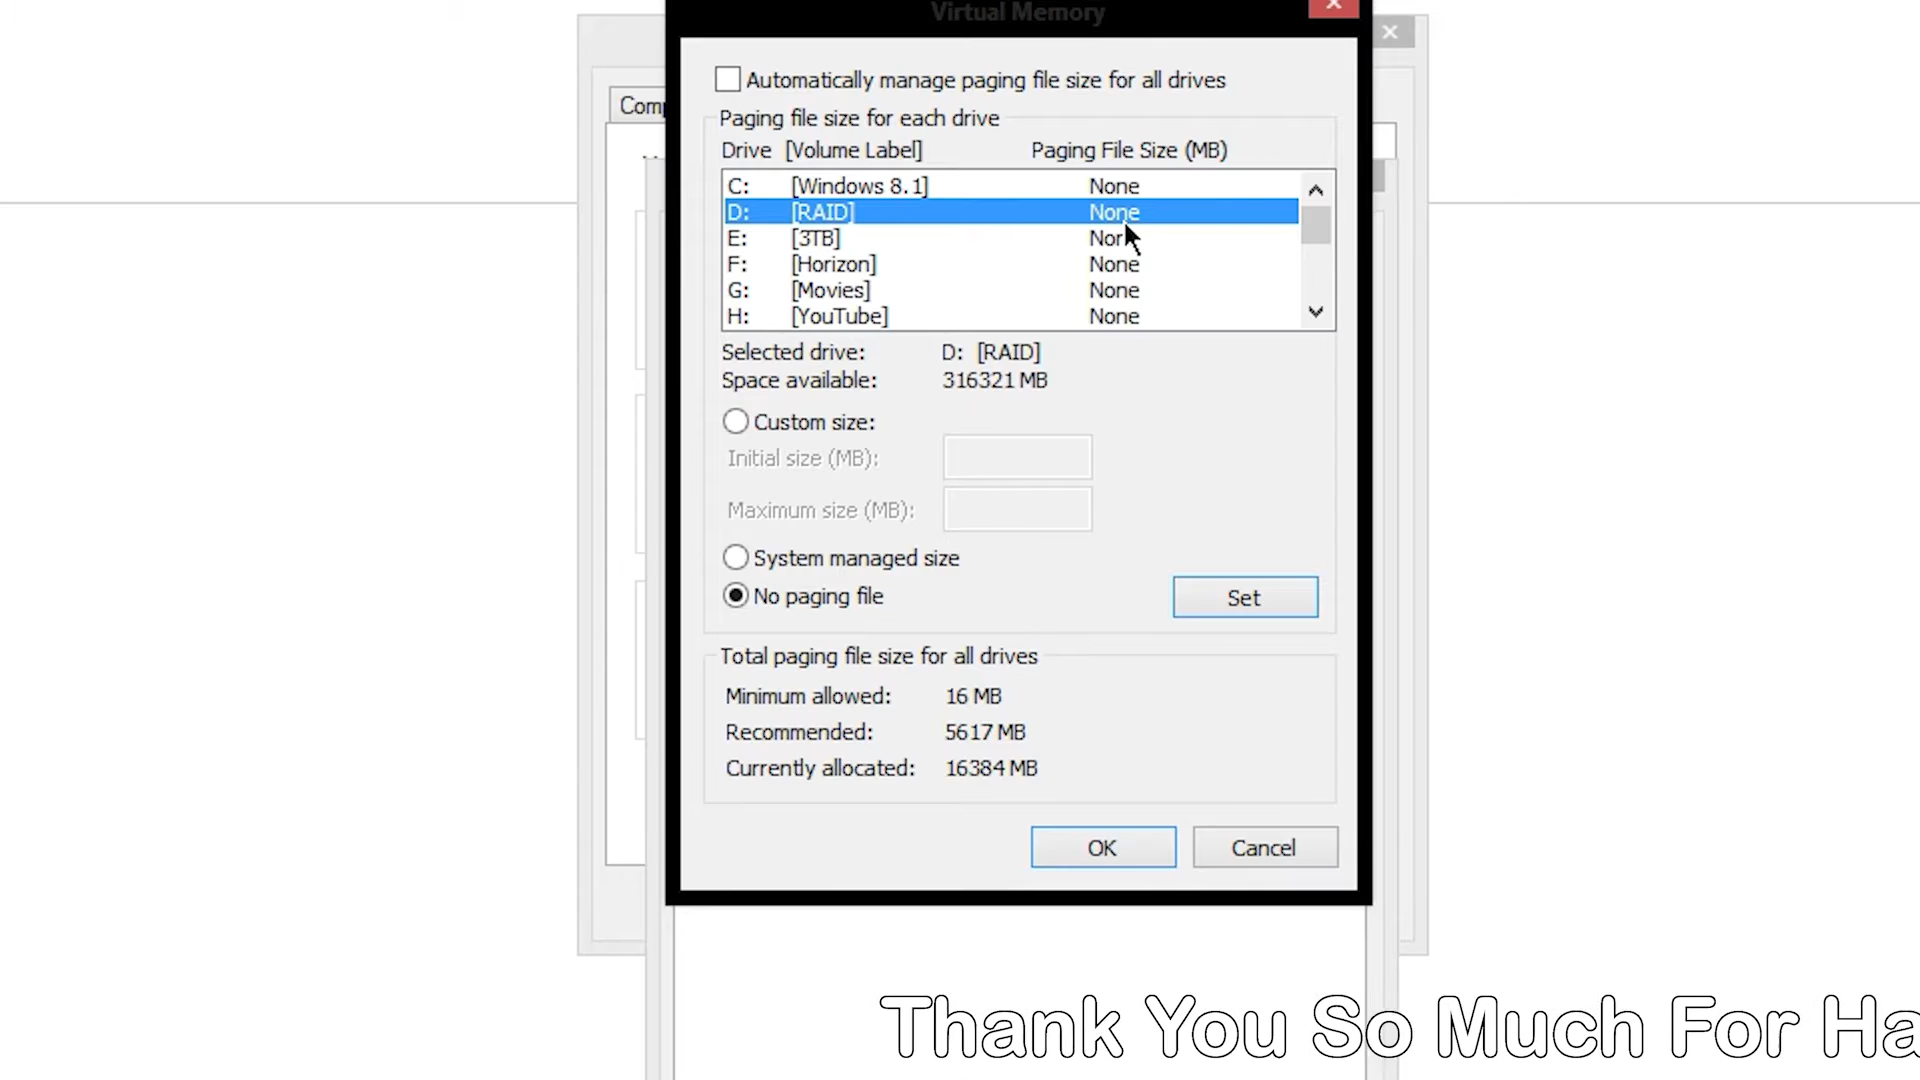 Virtual Memory
Comp
Automatically manage paging file size for all drives
Paging file size for each drive
Drive [Volume Label] Paging File Size (MB)
C: [Windows 8.1] None
D: [RAID] None
E: [3TB] Non
F: [Horizon] None
G: [Movies] None
H: [YouTube] None
Selected drive: D: [RAID]
Space available: 316321 MB
Custom size:
Initial size (MB):
Maximum size (MB):
System managed size
No paging file
Set
Total paging file size for all drives
Minimum allowed: 16 MB
Recommended: 5617 MB
Currently allocated: 16384 MB
OK Cancel
Thank You So Much For Ha